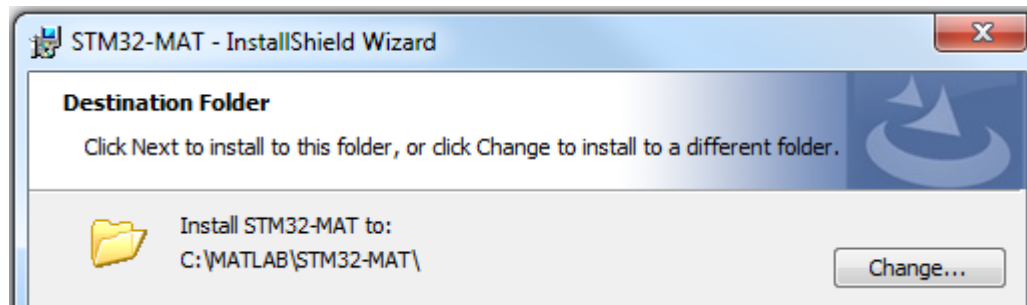 STM32-MAT - InstallShield Wizard
Destination Folder
Click Next to install to this folder, or click Change to install to a different folder.
Install STM32-MAT to:
C:\MATLAB\STM32-MAT\
Change...